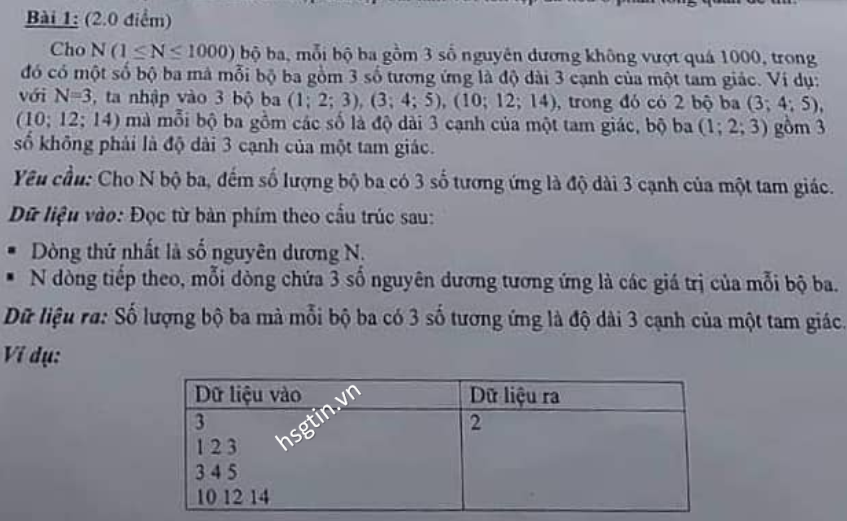 Bài 1: (2.0 điểm)
Cho N (1 ≤ N ≤ 1000) bộ ba, mỗi bộ ba gồm 3 số nguyên dương không vượt quá 1000, trong
đó có một số bộ ba mà mỗi bộ ba gồm 3 số tương ứng là độ dài 3 cạnh của một tam giác. Ví dụ:
với N=3, ta nhập vào 3 bộ ba (1; 2; 3), (3; 4; 5), (10; 12; 14), trong đó có 2 bộ ba (3; 4; 5),
(10; 12; 14) mà mỗi bộ ba gồm các số là độ dài 3 cạnh của một tam giác, bộ ba (1; 2; 3) gồm 3
số không phải là độ dài 3 cạnh của một tam giác.
Yêu cầu: Cho N bộ ba, đếm số lượng bộ ba có 3 số tương ứng là độ dài 3 cạnh của một tam giác.
Dữ liệu vào: Đọc từ bàn phím theo cấu trúc sau:
▪ Dòng thứ nhất là số nguyên dương N.
▪ N dòng tiếp theo, mỗi dòng chứa 3 số nguyên dương tương ứng là các giá trị của mỗi bộ ba.
Dữ liệu ra: Số lượng bộ ba mà mỗi bộ ba có 3 số tương ứng là độ dài 3 cạnh của một tam giác.
Ví dụ:
Dữ liệu vào Dữ liệu ra
3 2
1 2 3
3 4 5
10 12 14
hsgtin.vn